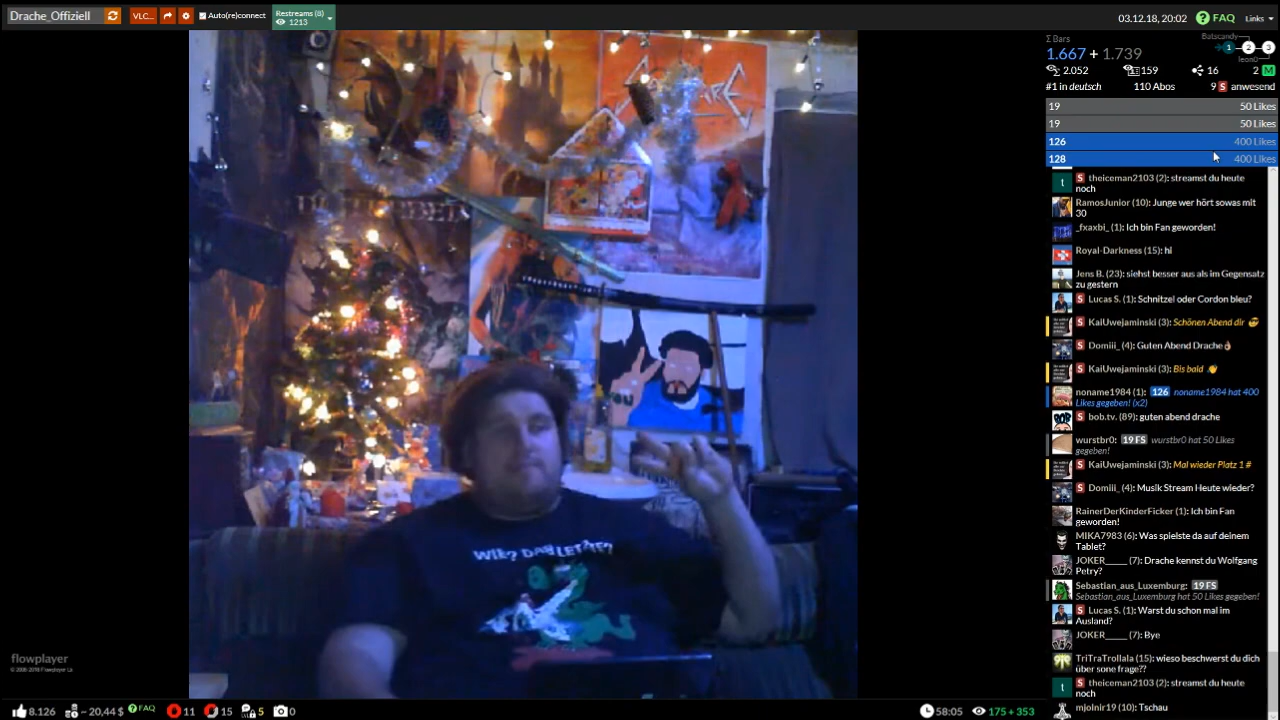 Drache_Offiziell
VLC...
Auto(re)connect
Restreams (8)
1213
03.12.18, 20:02
FAQ
Links
Σ Bars
1.667 + 1.739
Batscandy
1 2 3
leon0
2.052
159
16
2 M
#1 in deutsch
110 Abos
9 S anwesend
19 50 Likes
19 50 Likes
126 400 Likes
128 400 Likes
t
S theiceman2103 (2): streamst du heute
noch
RamosJunior (10): Junge wer hört sowas mit
30
_fxaxbi_ (1): Ich bin Fan geworden!
Royal-Darkness (15): hi
Jens B. (23): siehst besser aus als im Gegensatz
zu gestern
S Lucas S. (1): Schnitzel oder Cordon bleu?
S KaiUwejaminski (3): Schönen Abend dir 😎
S Domiii_ (4): Guten Abend Drache👌
S KaiUwejaminski (3): Bis bald 👋
noname1984 (1): 126 noname1984 hat 400
Likes gegeben! (x2)
S bob.tv. (89): guten abend drache
wurstbr0: 19 FS wurstbr0 hat 50 Likes
gegeben!
S KaiUwejaminski (3): Mal wieder Platz 1 #
S Domiii_ (4): Musik Stream Heute wieder?
RainerDerKinderFicker (1): Ich bin Fan
geworden!
MIKA7983 (6): Was spielste da auf deinem
Tablet?
JOKER_____ (7): Drache kennst du Wolfgang
Petry?
Sebastian_aus_Luxemburg: 19 FS
Sebastian_aus_Luxemburg hat 50 Likes gegeben!
S Lucas S. (1): Warst du schon mal im
Ausland?
JOKER_____ (7): Bye
TriTraTrollala (15): wieso beschwerst du dich
über sone frage??
t
S theiceman2103 (2): streamst du heute
noch
mjolnir19 (10): Tschau
WIE?
flowplayer
8.126
~ 20,44 $
FAQ
11
15
5
0
58:05
175 + 353